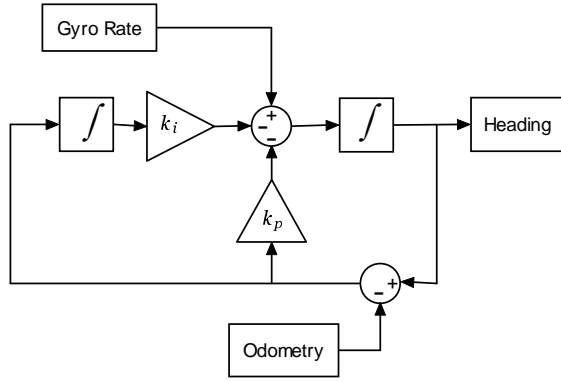 Gyro Rate
+
∫
k_i
−
−
∫
Heading
k_p
+
−
Odometry